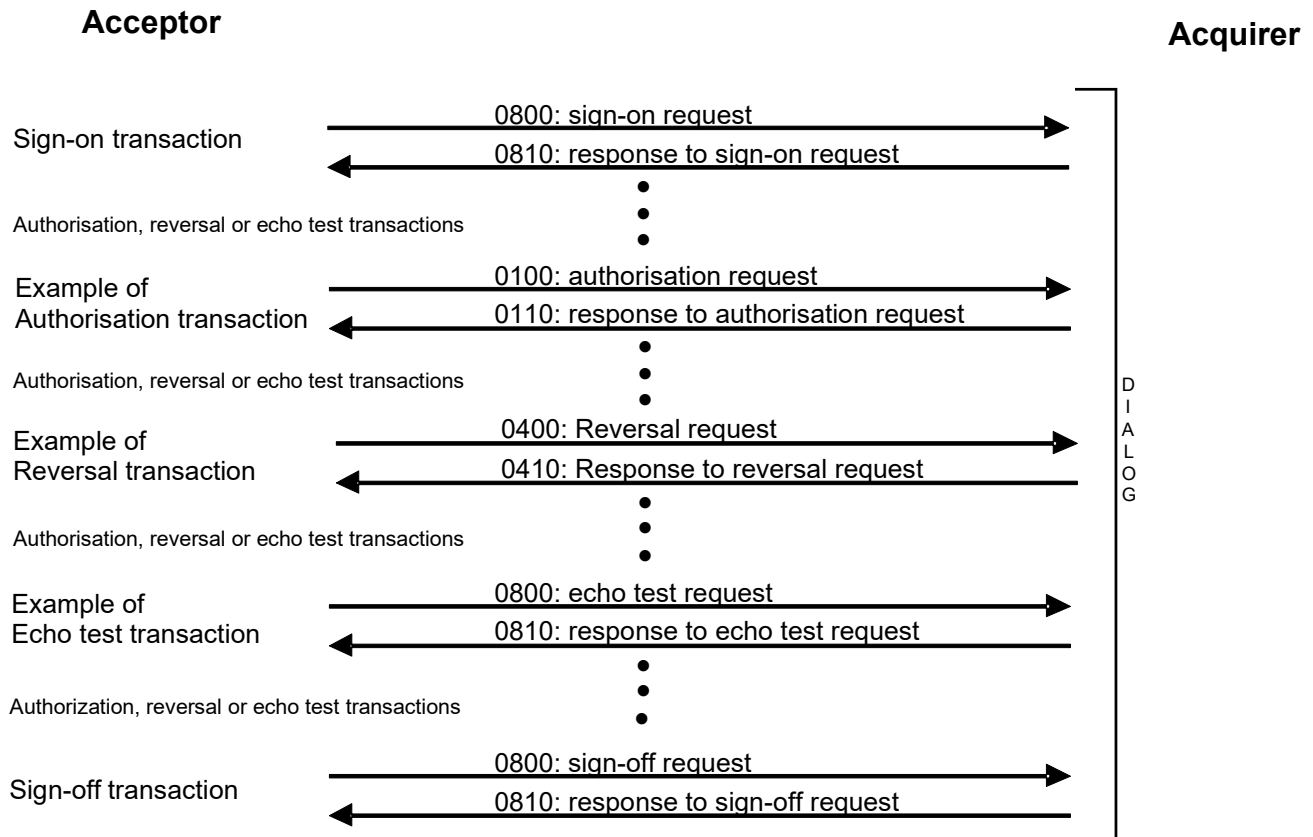 Acceptor
Acquirer
0800: sign-on request
Sign-on transaction
0810: response to sign-on request
Authorisation, reversal or echo test transactions
0100: authorisation request
Example of
Authorisation transaction
0110: response to authorisation request
Authorisation, reversal or echo test transactions
DIALOG
0400: Reversal request
Example of
Reversal transaction
0410: Response to reversal request
Authorisation, reversal or echo test transactions
0800: echo test request
Example of
Echo test transaction
0810: response to echo test request
Authorization, reversal or echo test transactions
0800: sign-off request
Sign-off transaction
0810: response to sign-off request